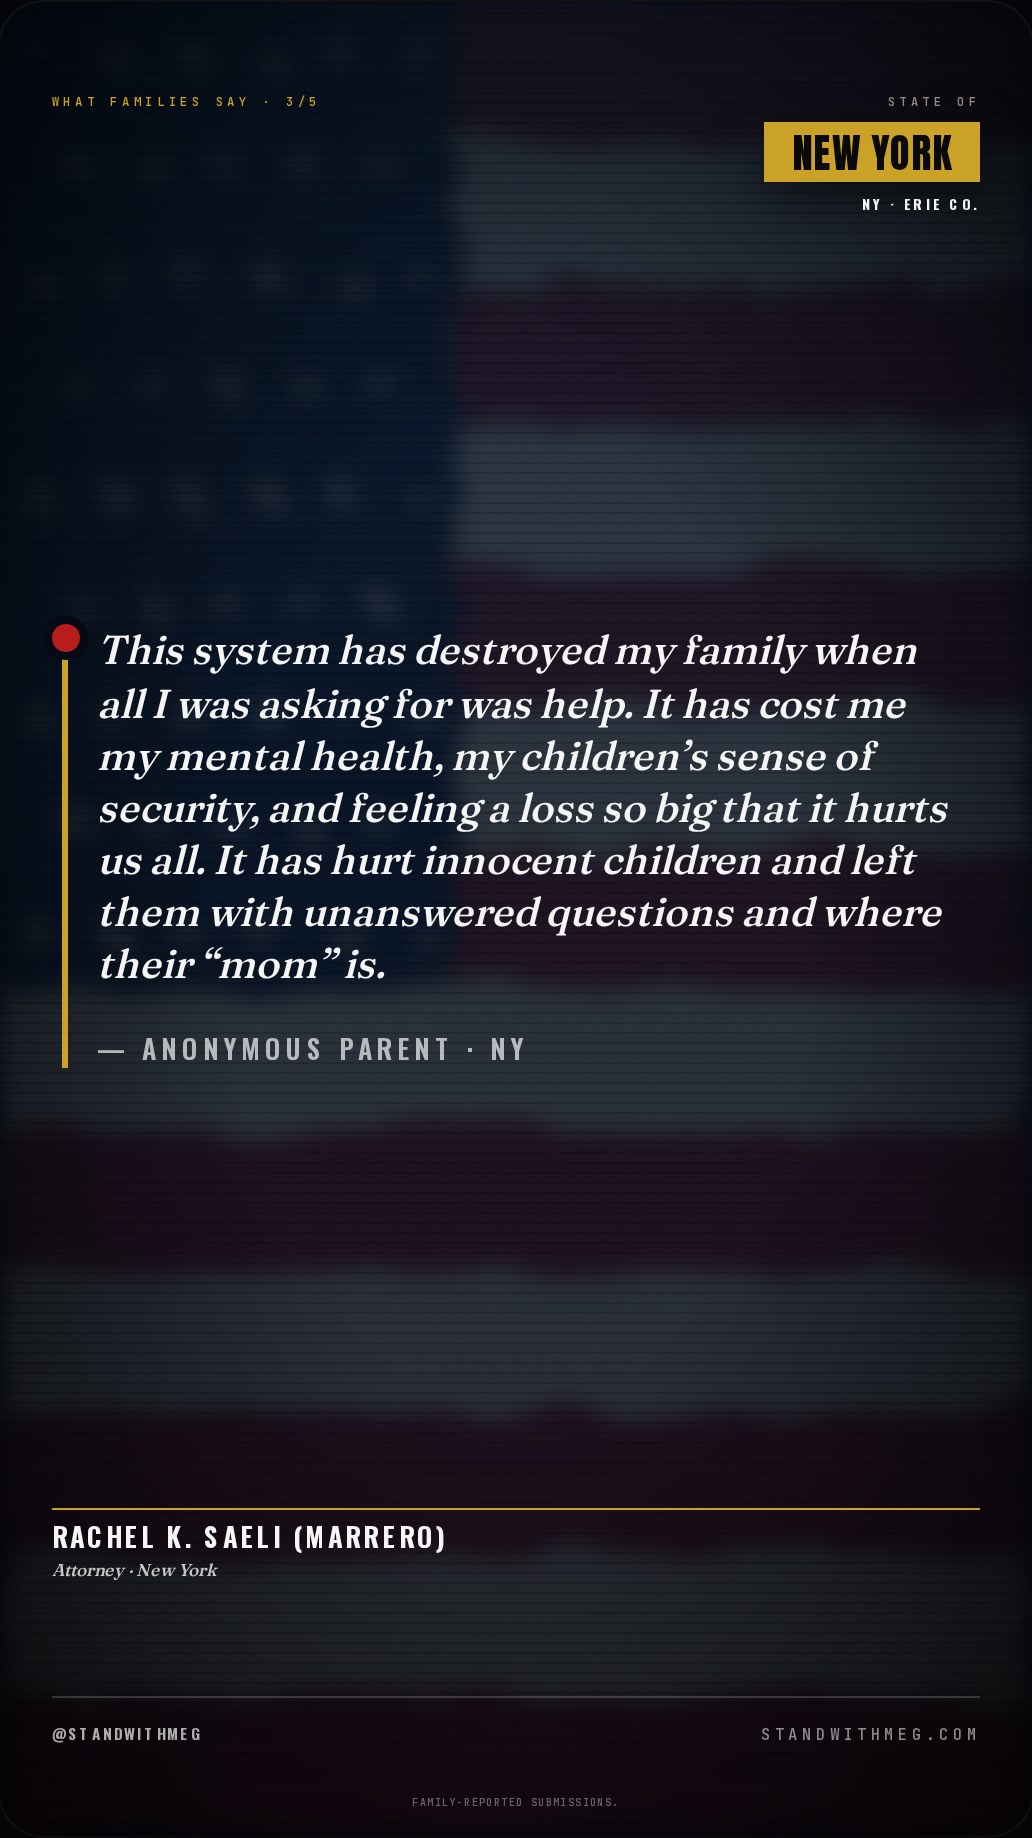 WHAT FAMILIES SAY · 3/5
STATE OF
NEW YORK
NY · ERIE CO.
This system has destroyed my family when
all I was asking for was help. It has cost me
my mental health, my children’s sense of
security, and feeling a loss so big that it hurts
us all. It has hurt innocent children and left
them with unanswered questions and where
their “mom” is.
— ANONYMOUS PARENT · NY
RACHEL K. SAELI (MARRERO)
Attorney · New York
@STANDWITHMEG
STANDWITHMEG.COM
FAMILY-REPORTED SUBMISSIONS.